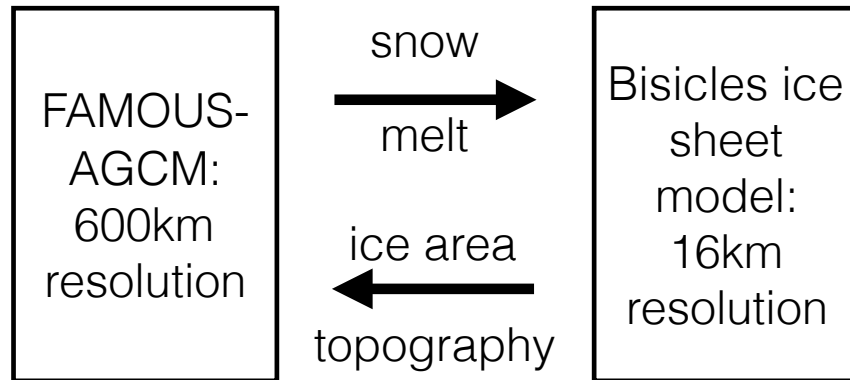 FAMOUS-
AGCM:
600km
resolution
snow
melt
ice area
topography
Bisicles ice
sheet
model:
16km
resolution